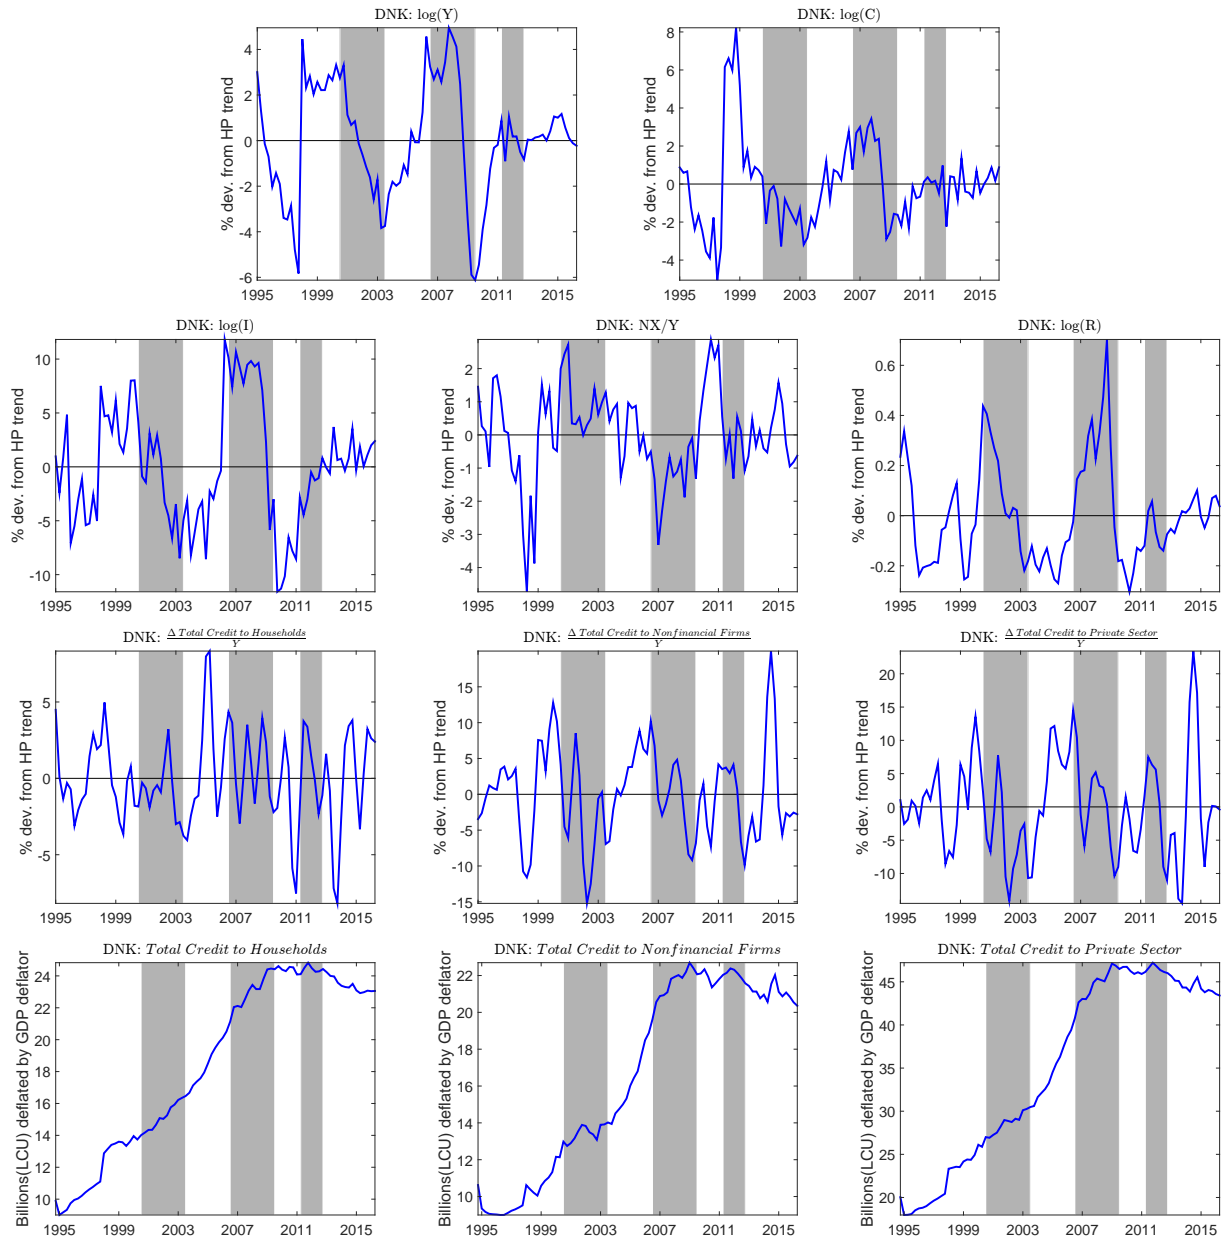 DNK: log(Y)
DNK: log(C)
% dev. from HP trend
4
2
0
-2
-4
-6
1995 1999 2003 2007 2011 2015
% dev. from HP trend
8
6
4
2
0
-2
-4
1995 1999 2003 2007 2011 2015
DNK: log(I)
DNK: NX/Y
DNK: log(R)
% dev. from HP trend
10
5
0
-5
-10
1995 1999 2003 2007 2011 2015
% dev. from HP trend
2
1
0
-1
-2
-3
-4
1995 1999 2003 2007 2011 2015
% dev. from HP trend
0.6
0.4
0.2
0
-0.2
1995 1999 2003 2007 2011 2015
DNK: Δ Total Credit to Households / Y
DNK: Δ Total Credit to Nonfinancial Firms / Y
DNK: Δ Total Credit to Private Sector / Y
% dev. from HP trend
5
0
-5
1995 1999 2003 2007 2011 2015
% dev. from HP trend
15
10
5
0
-5
-10
-15
1995 1999 2003 2007 2011 2015
% dev. from HP trend
20
15
10
5
0
-5
-10
1995 1999 2003 2007 2011 2015
DNK: Total Credit to Households
DNK: Total Credit to Nonfinancial Firms
DNK: Total Credit to Private Sector
Billions(LCU) deflated by GDP deflator
24
22
20
18
16
14
12
10
1995 1999 2003 2007 2011 2015
Billions(LCU) deflated by GDP deflator
22
20
18
16
14
12
10
1995 1999 2003 2007 2011 2015
Billions(LCU) deflated by GDP deflator
45
40
35
30
25
20
1995 1999 2003 2007 2011 2015